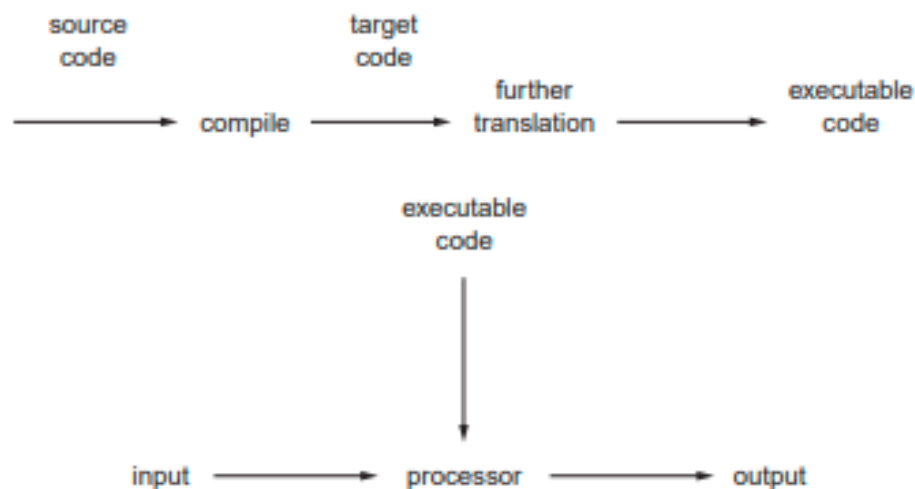 source
code
target
code
further
translation
executable
code
compile
executable
code
input
processor
output